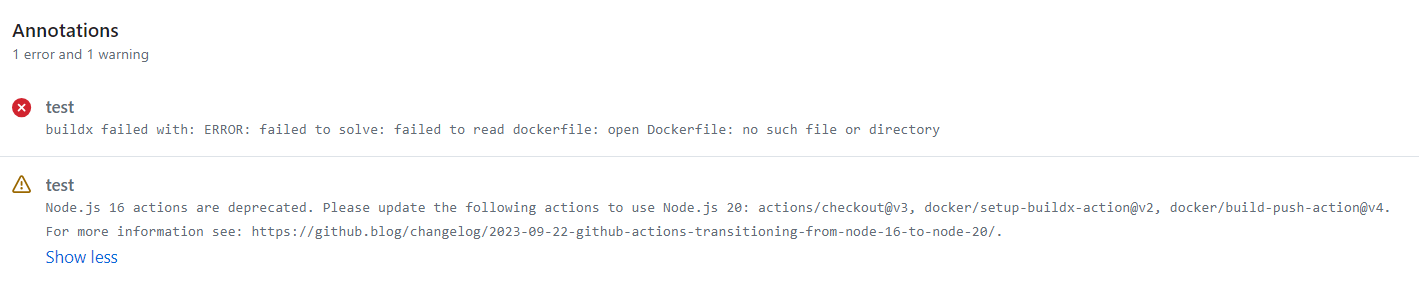 Annotations
1 error and 1 warning
test
buildx failed with: ERROR: failed to solve: failed to read dockerfile: open Dockerfile: no such file or directory
test
Node.js 16 actions are deprecated. Please update the following actions to use Node.js 20: actions/checkout@v3, docker/setup-buildx-action@v2, docker/build-push-action@v4.
For more information see: https://github.blog/changelog/2023-09-22-github-actions-transitioning-from-node-16-to-node-20/.
Show less